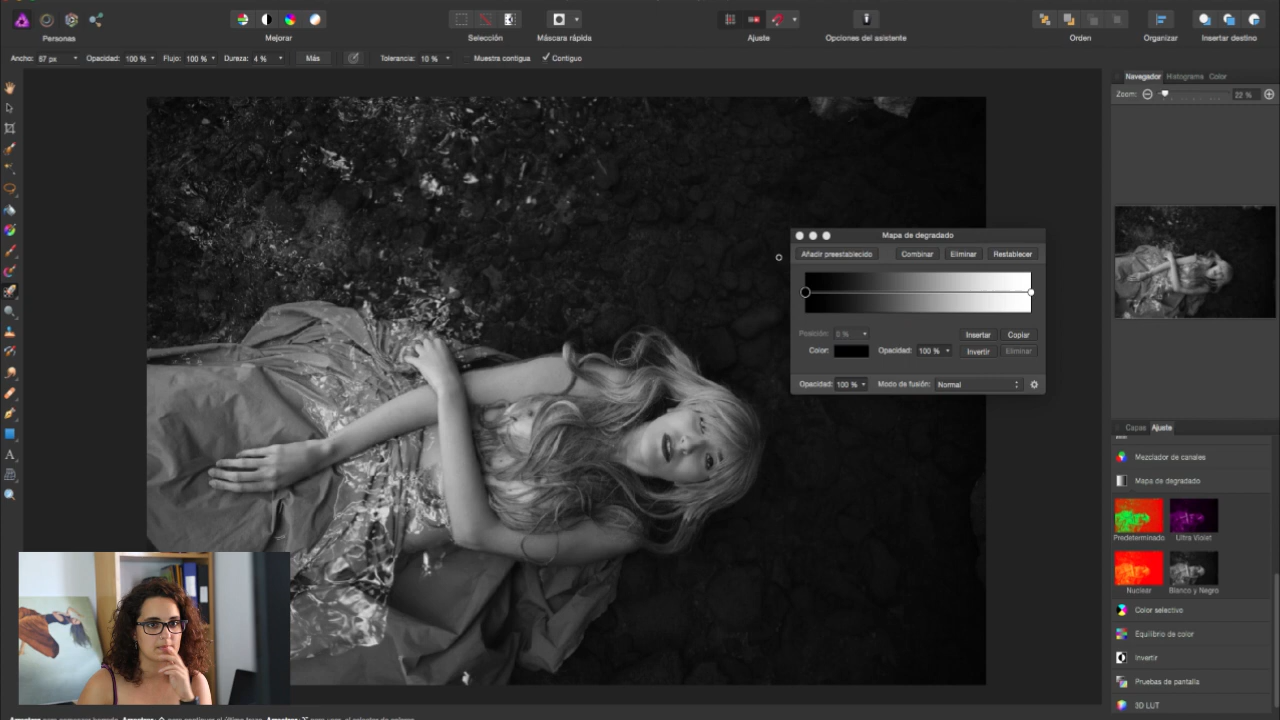 Personas
Mejorar
Selección
Máscara rápida
Ajuste
Opciones del asistente
Orden
Organizar
Insertar destino
Ancho: 87 px Opacidad: 100 % Flujo: 100 % Dureza: 4 % Más Tolerancia: 10 % Muestra contigua Contiguo
Navegador Histograma Color
Zoom: 22 %
Mapa de degradado
Añadir preestablecido Combinar Eliminar Restablecer
Posición: 0 % Insertar Copiar
Color: Opacidad: 100 % Invertir Eliminar
Opacidad: 100 % Modo de fusión: Normal
Capas Ajuste
Mezclador de canales
Mapa de degradado
Predeterminado Ultra Violet
Nuclear Blanco y Negro
Color selectivo
Equilibrio de color
Invertir
Pruebas de pantalla
3D LUT
A